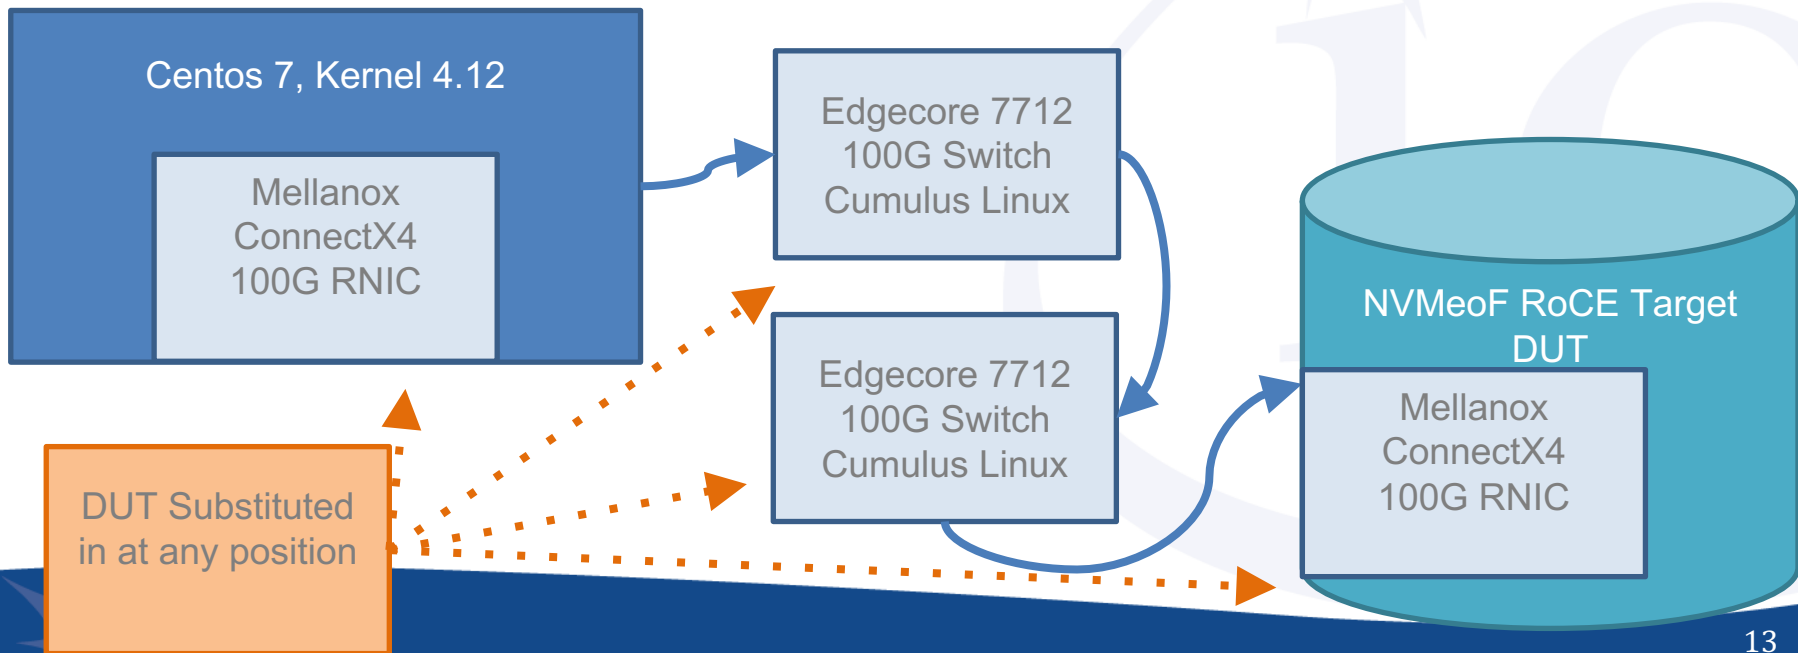 Centos 7, Kernel 4.12
Mellanox
ConnectX4
100G RNIC
Edgecore 7712
100G Switch
Cumulus Linux
Edgecore 7712
100G Switch
Cumulus Linux
NVMeoF RoCE Target
DUT
Mellanox
ConnectX4
100G RNIC
DUT Substituted
in at any position
13